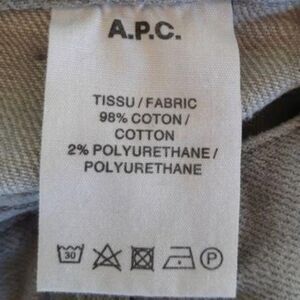 A.P.C.
TISSU / FABRIC
98% COTON /
COTTON
2% POLYURETHANE /
POLYURETHANE
30 P